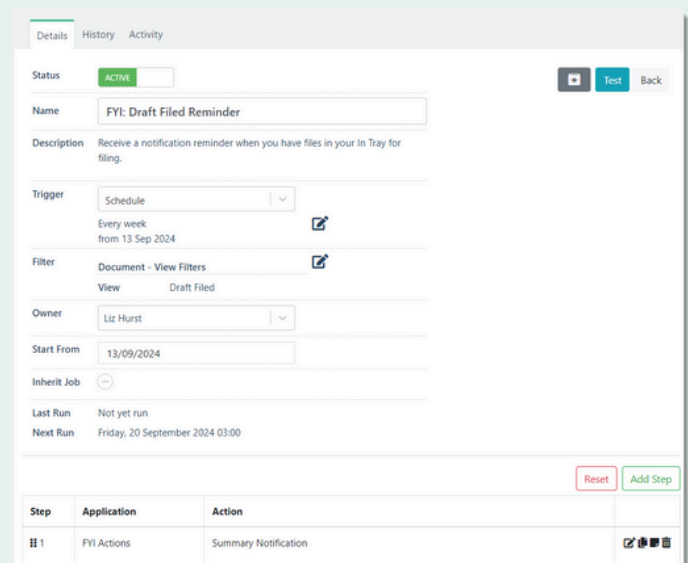 Details History Activity
Status ACTIVE Test Back
Name FYI: Draft Filed Reminder
Description Receive a notification reminder when you have files in your In Tray for
filing.
Trigger Schedule
Every week
from 13 Sep 2024
Filter Document - View Filters
View Draft Filed
Owner Liz Hurst
Start From 13/09/2024
Inherit Job
Last Run Not yet run
Next Run Friday, 20 September 2024 03:00
Reset Add Step
Step Application Action
1 FYI Actions Summary Notification